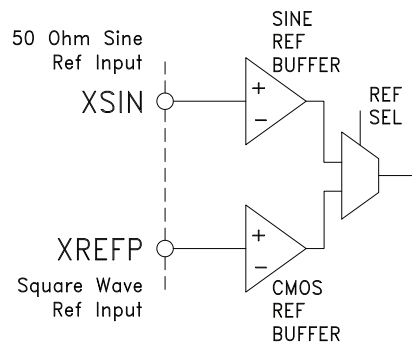 50 Ohm Sine
Ref Input
XSIN
SINE
REF
BUFFER
+
−
REF
SEL
XREFP
Square Wave
Ref Input
+
−
CMOS
REF
BUFFER